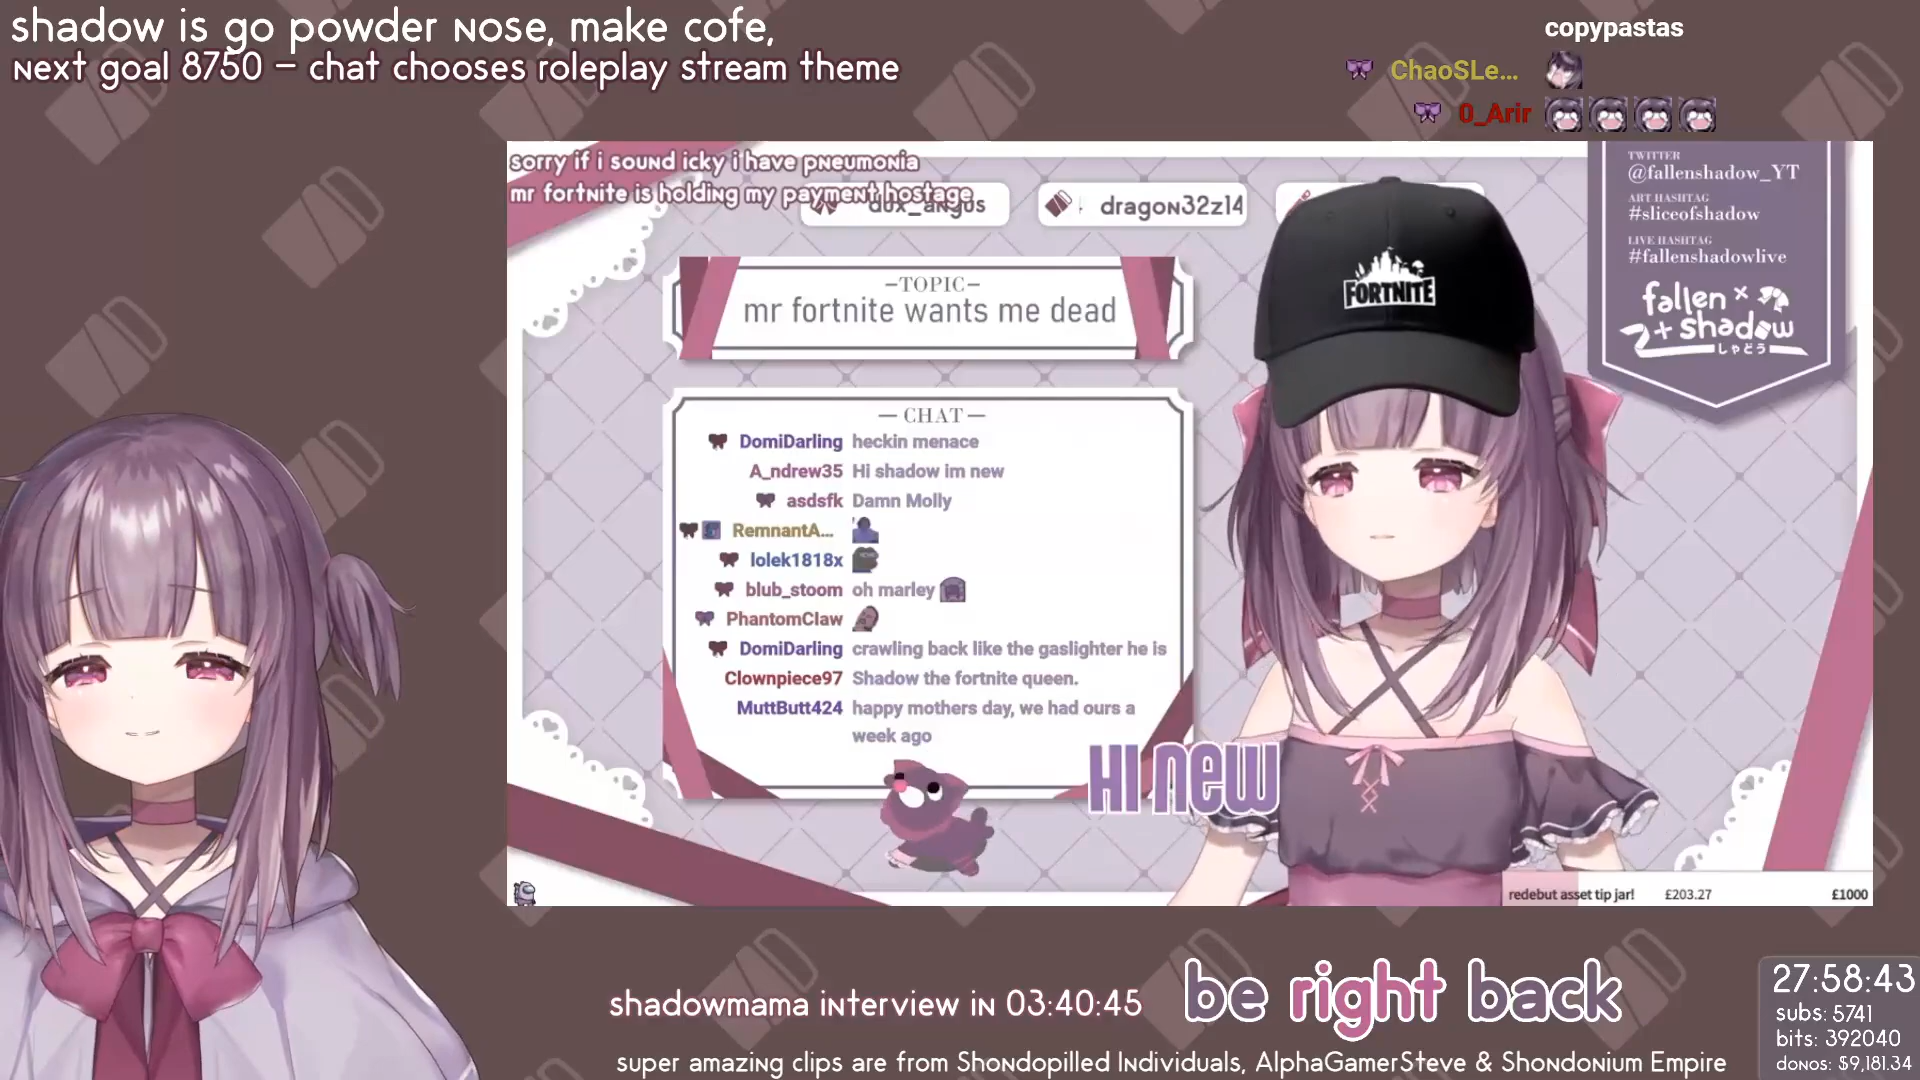 shadow is go powder nose, make cofe,
next goal 8750 - chat chooses roleplay stream theme
copypastas
ChaoSLe...
0_Arir
sorry if i sound icky i have pneumonia
mr fortnite is holding my payment hostage
dux_angus
dragon32z14
TWITTER
@fallenshadow_YT
ART HASHTAG
#sliceofshadow
LIVE HASHTAG
#fallenshadowlive
fallen
shadow
しゃどう
FORTNITE
-TOPIC-
mr fortnite wants me dead
— CHAT —
DomiDarling heckin menace
A_ndrew35 Hi shadow im new
asdsfk Damn Molly
RemnantA...
lolek1818x
blub_stoom oh marley
PhantomClaw
DomiDarling crawling back like the gaslighter he is
Clownpiece97 Shadow the fortnite queen.
MuttButt424 happy mothers day, we had ours a
week ago
HI NEW
redebut asset tip jar! £203.27 £1000
shadowmama interview in 03:40:45
be right back
super amazing clips are from Shondopilled Individuals, AlphaGamerSteve & Shondonium Empire
27:58:43
subs: 5741
bits: 392040
donos: $9,181.34